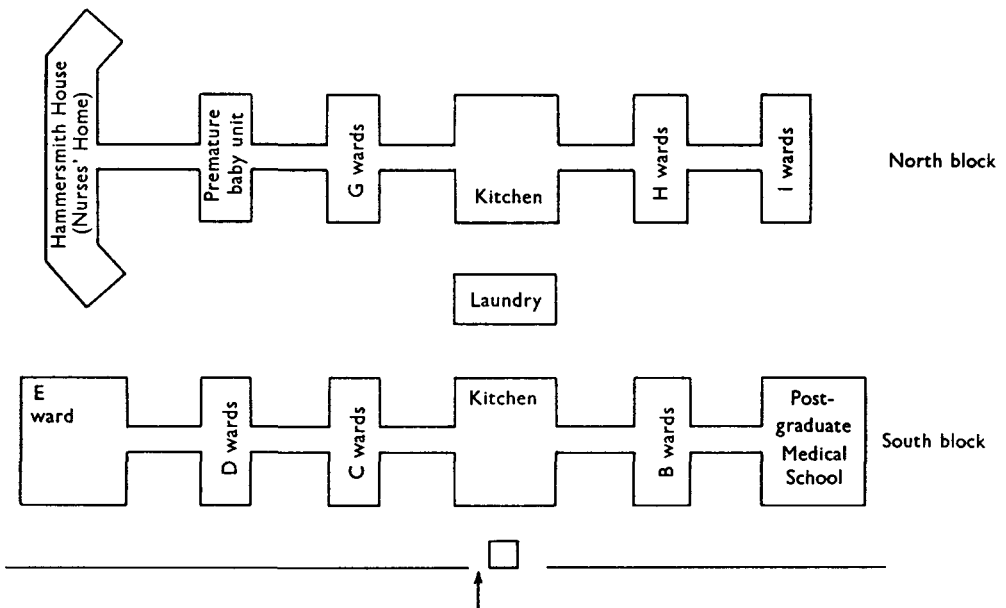 Hammersmith House
(Nurses' Home)
Premature
baby unit
G wards
Kitchen
H wards
I wards
North block
Laundry
E
ward
D wards
C wards
Kitchen
B wards
Post-
graduate
Medical
School
South block